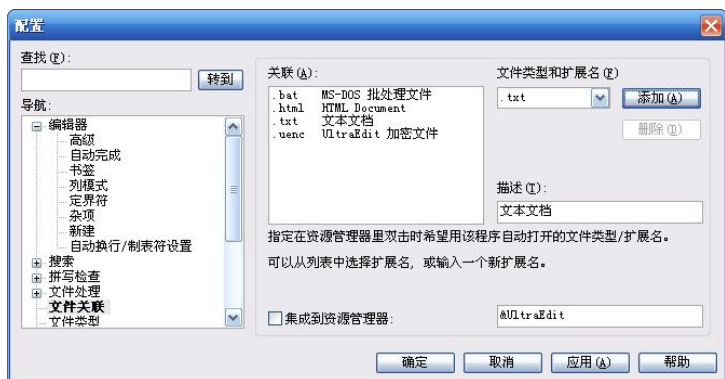 配置
查找(F):
转到
导航:
编辑器
高级
自动完成
书签
列模式
定界符
杂项
新建
自动换行/制表符设置
搜索
拼写检查
文件处理
文件关联
文件类型
关联(A):
.bat MS-DOS 批处理文件
.html HTML Document
.txt 文本文档
.uenc UltraEdit 加密文件
文件类型和扩展名(F)
.txt
添加(A)
删除(D)
描述(T):
文本文档
指定在资源管理器里双击时希望用该程序自动打开的文件类型/扩展名。
可以从列表中选择扩展名，或输入一个新扩展名。
集成到资源管理器:
&UltraEdit
确定
取消
应用(A)
帮助